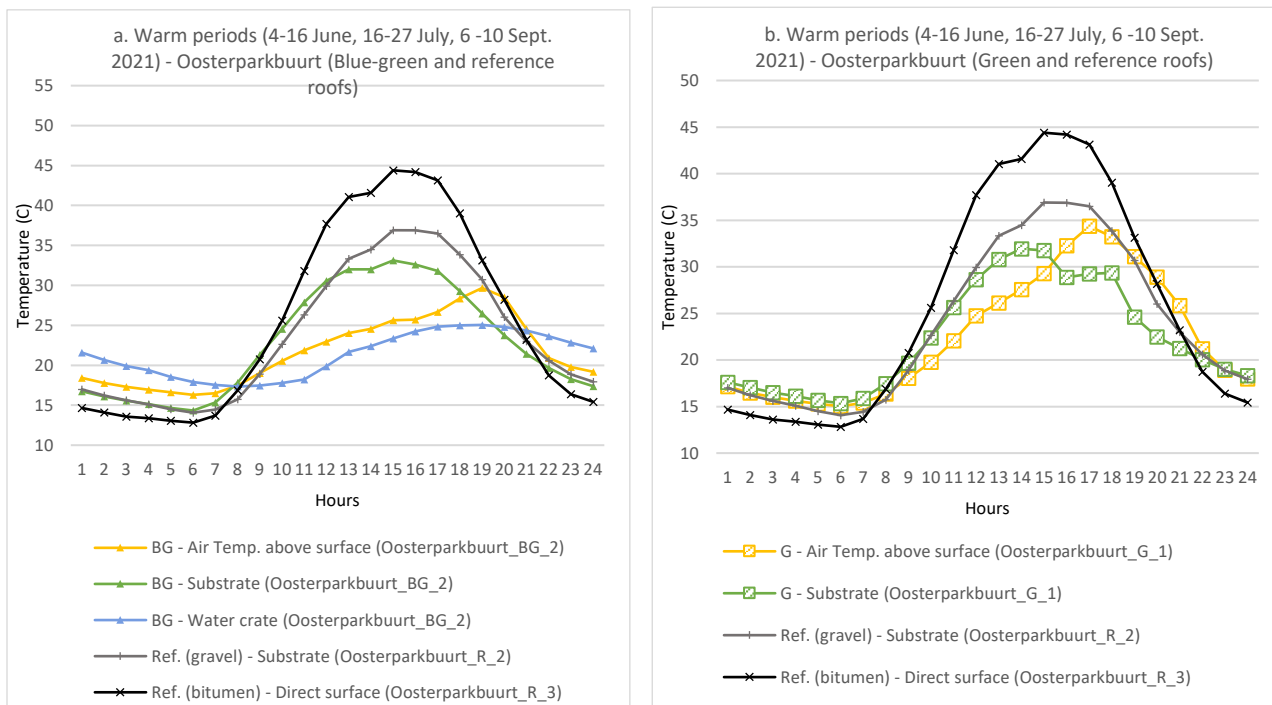 a. Warm periods (4-16 June, 16-27 July, 6 -10 Sept.
2021) - Oosterparkbuurt (Blue-green and reference
roofs)
55
50
45
40
35
30
25
20
15
10
Temperature (C)
1 2 3 4 5 6 7 8 9 10 11 12 13 14 15 16 17 18 19 20 21 22 23 24
Hours
BG - Air Temp. above surface (Oosterparkbuurt_BG_2)
BG - Substrate (Oosterparkbuurt_BG_2)
BG - Water crate (Oosterparkbuurt_BG_2)
Ref. (gravel) - Substrate (Oosterparkbuurt_R_2)
Ref. (bitumen) - Direct surface (Oosterparkbuurt_R_3)
b. Warm periods (4-16 June, 16-27 July, 6 -10 Sept.
2021) - Oosterparkbuurt (Green and reference roofs)
50
45
40
35
30
25
20
15
10
Temperature (C)
1 2 3 4 5 6 7 8 9 10 11 12 13 14 15 16 17 18 19 20 21 22 23 24
Hours
G - Air Temp. above surface (Oosterparkbuurt_G_1)
G - Substrate (Oosterparkbuurt_G_1)
Ref. (gravel) - Substrate (Oosterparkbuurt_R_2)
Ref. (bitumen) - Direct surface (Oosterparkbuurt_R_3)